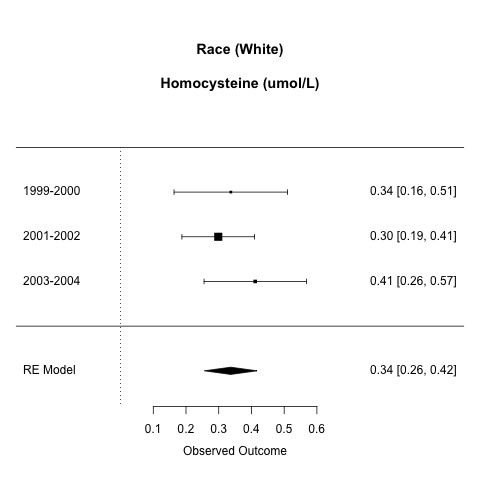 Race (White)
Homocysteine (umol/L)
1999-2000 0.34 [0.16, 0.51]
2001-2002 0.30 [0.19, 0.41]
2003-2004 0.41 [0.26, 0.57]
RE Model 0.34 [0.26, 0.42]
0.1 0.2 0.3 0.4 0.5 0.6
Observed Outcome